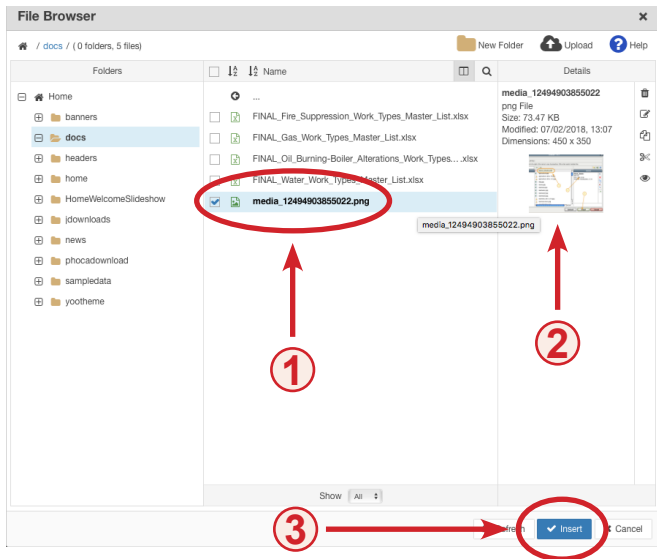 File Browser
/ docs / ( 0 folders, 5 files)
New Folder
Upload
Help
Folders
Name
Details
Home
banners
docs
headers
home
HomeWelcomeSlideshow
jdownloads
news
phocadownload
sampledata
yootheme
...
FINAL_Fire_Suppression_Work_Types_Master_List.xlsx
FINAL_Gas_Work_Types_Master_List.xlsx
FINAL_Oil_Burning-Boiler_Alterations_Work_Types... .xlsx
FINAL_Water_Work_Types_Master_List.xlsx
media_12494903855022.png
media_12494903855022.png
media_12494903855022
png File
Size: 73.47 KB
Modified: 07/02/2018, 13:07
Dimensions: 450 x 350
1
2
Show All
3
Insert
Cancel